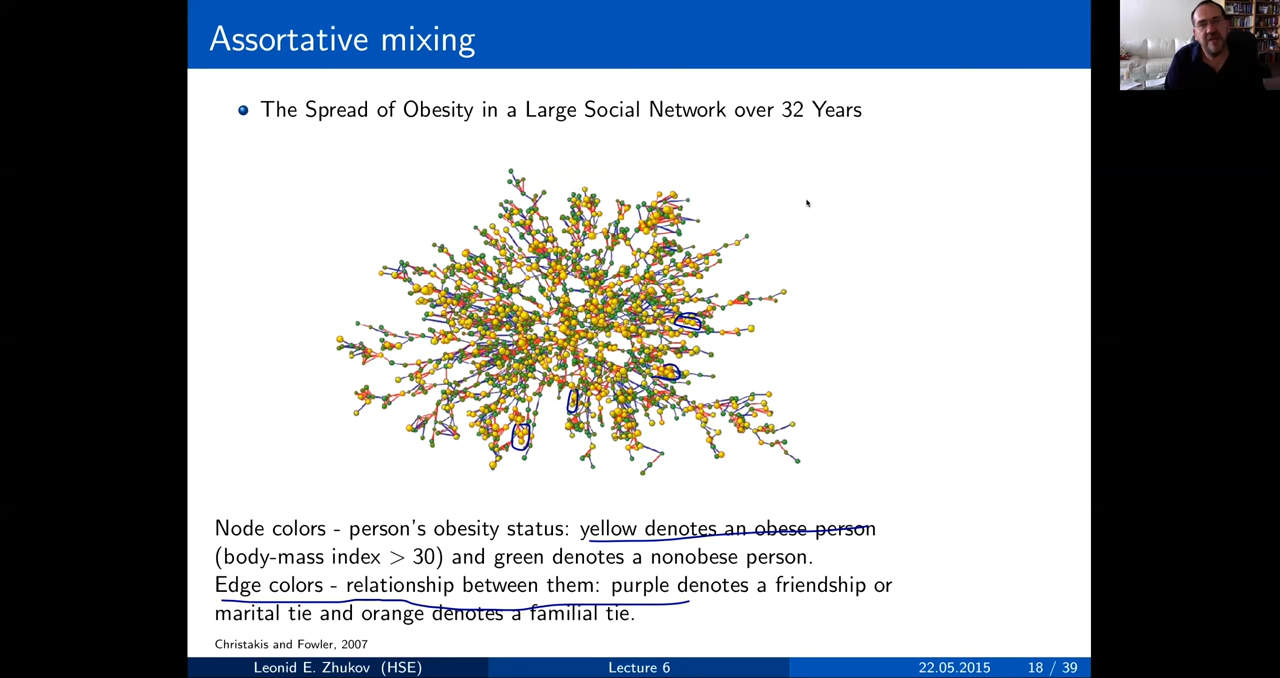 Assortative mixing
The Spread of Obesity in a Large Social Network over 32 Years
Node colors - person's obesity status: yellow denotes an obese person
(body-mass index > 30) and green denotes a nonobese person.
Edge colors - relationship between them: purple denotes a friendship or
marital tie and orange denotes a familial tie.
Christakis and Fowler, 2007
Leonid E. Zhukov (HSE) Lecture 6 22.05.2015 18 / 39